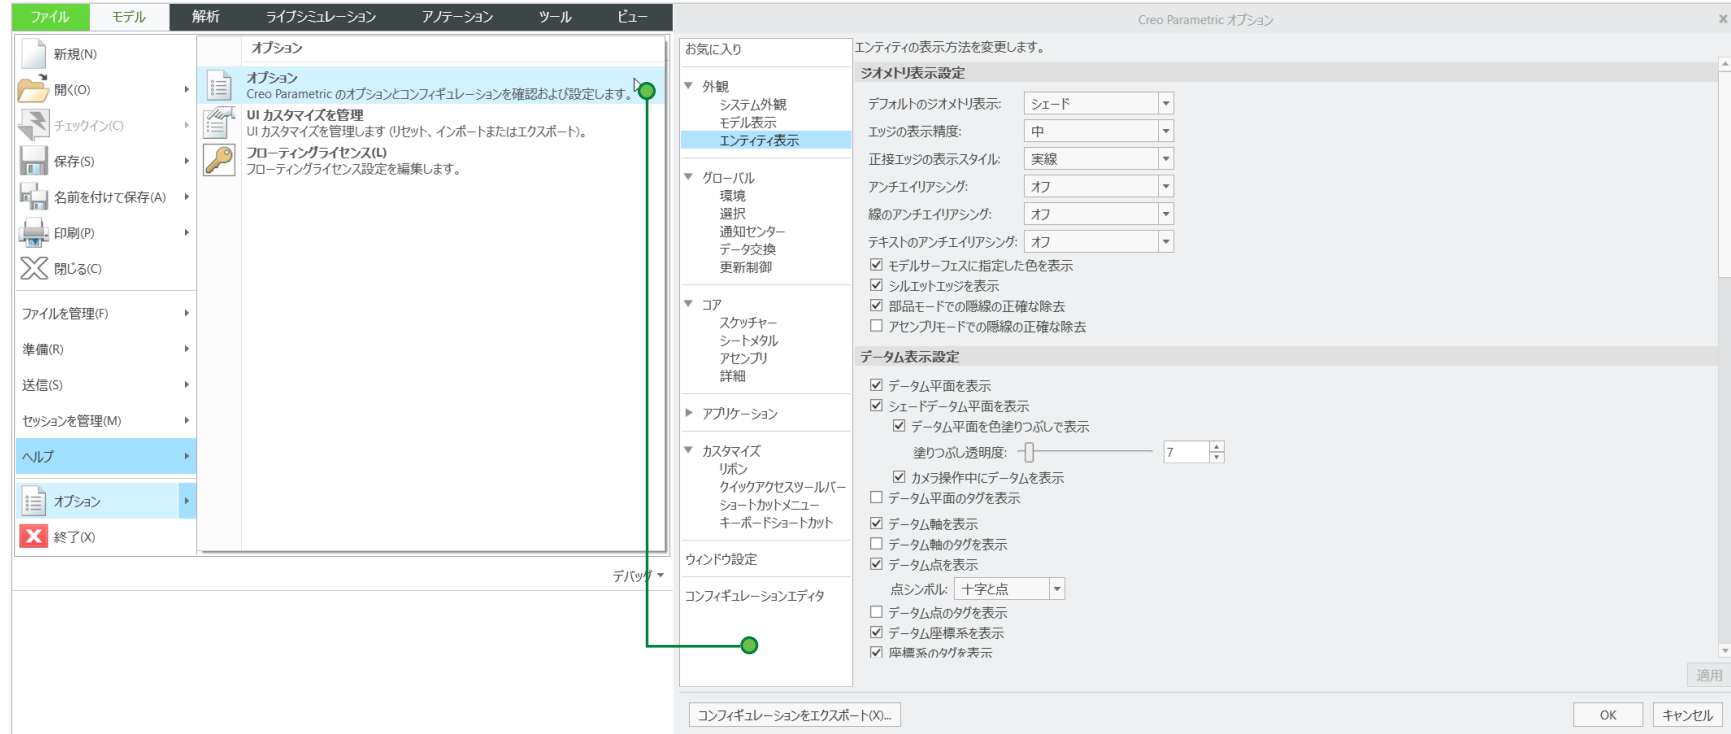 ファイル
モデル
解析
ライブシミュレーション
アノテーション
ツール
ビュー
新規(N)
開く(O)
チェックイン(C)
保存(S)
名前を付けて保存(A)
印刷(P)
閉じる(C)
ファイルを管理(F)
準備(R)
送信(S)
セッションを管理(M)
ヘルプ
オプション
終了(X)
オプション
オプション
Creo Parametric のオプションとコンフィギュレーションを確認および設定します。
UI カスタマイズを管理
UI カスタマイズを管理します (リセット、インポートまたはエクスポート)。
フローティングライセンス(L)
フローティングライセンス設定を編集します。
デバッグ
Creo Parametric オプション
お気に入り
外観
システム外観
モデル表示
エンティティ表示
グローバル
環境
選択
通知センター
データ交換
更新制御
コア
スケッチャー
シートメタル
アセンブリ
詳細
アプリケーション
カスタマイズ
リボン
クイックアクセスツールバー
ショートカットメニュー
キーボードショートカット
ウィンドウ設定
コンフィギュレーションエディタ
エンティティの表示方法を変更します。
ジオメトリ表示設定
デフォルトのジオメトリ表示: シェード
エッジの表示精度: 中
正接エッジの表示スタイル: 実線
アンチエイリアシング: オフ
線のアンチエイリアシング: オフ
テキストのアンチエイリアシング: オフ
モデルサーフェスに指定した色を表示
シルエットエッジを表示
部品モードでの隠線の正確な除去
アセンブリモードでの隠線の正確な除去
データム表示設定
データム平面を表示
シェードデータム平面を表示
データム平面を色塗りつぶしで表示
塗りつぶし透明度: 7
カメラ操作中にデータムを表示
データム平面のタグを表示
データム軸を表示
データム軸のタグを表示
データム点を表示
点シンボル: 十字と点
データム点のタグを表示
データム座標系を表示
座標系のタグを表示
適用
コンフィギュレーションをエクスポート(X)...
OK
キャンセル